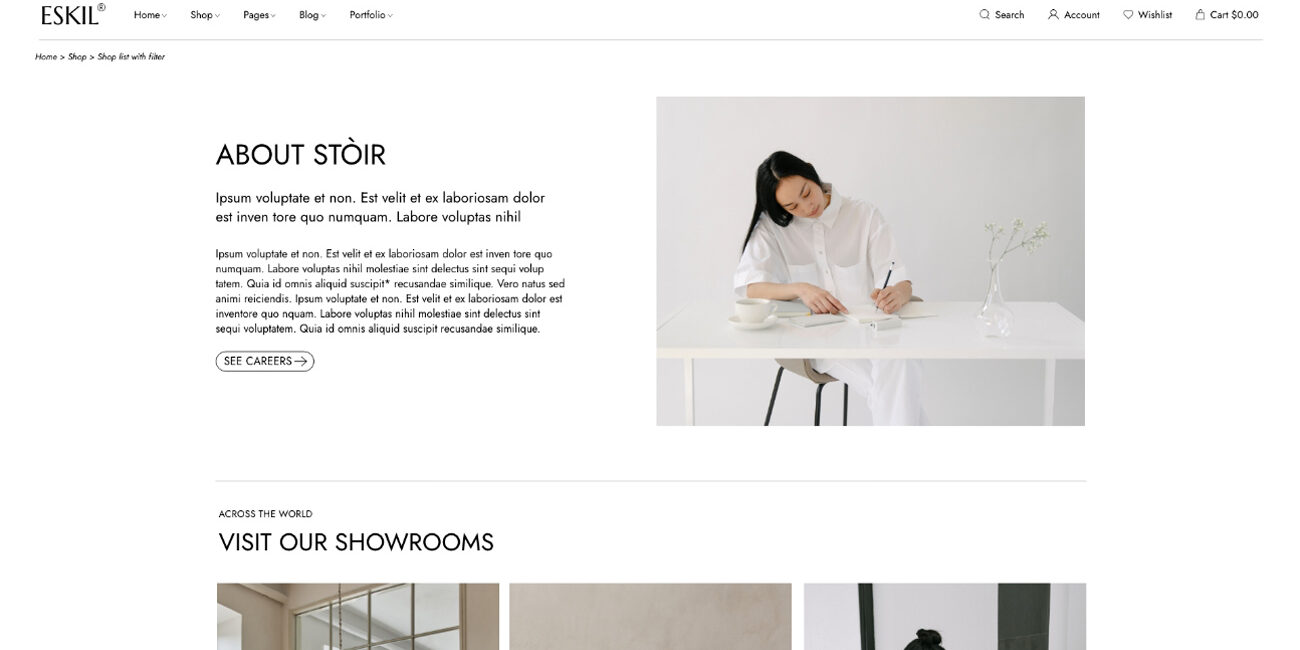 ESKIL®
Home Shop Pages Blog Portfolio Search Account Wishlist Cart $0.00
Home > Shop > Shop list with filter
ABOUT STÒIR
Ipsum voluptate et non. Est velit et ex laboriosam dolor
est inven tore quo numquam. Labore voluptas nihil
Ipsum voluptate et non. Est velit et ex laboriosam dolor est inven tore quo
numquam. Labore voluptas nihil molestiae sint delectus sint sequi volup
tatem. Quia id omnis aliquid suscipit* recusandae similique. Vero natus sed
animi reiciendis. Ipsum voluptate et non. Est velit et ex laboriosam dolor est
inventore quo nquam. Labore voluptas nihil molestiae sint delectus sint
sequi voluptatem. Quia id omnis aliquid suscipit recusandae similique.
SEE CAREERS
ACROSS THE WORLD
VISIT OUR SHOWROOMS